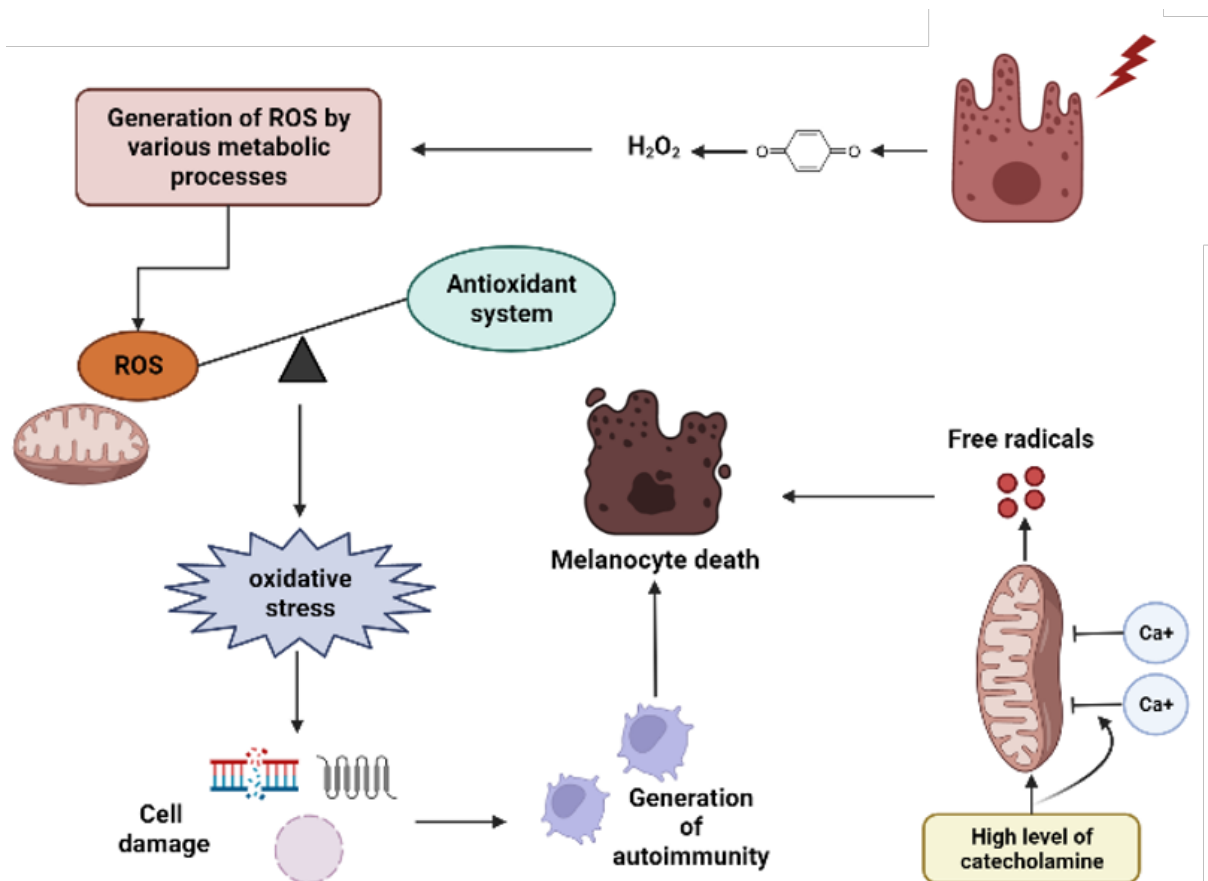 Generation of ROS by
various metabolic
processes
H₂O₂
O
O
Antioxidant
system
ROS
Free radicals
Melanocyte death
oxidative
stress
Ca+
Ca+
Cell
damage
Generation
of
autoimmunity
High level of
catecholamine